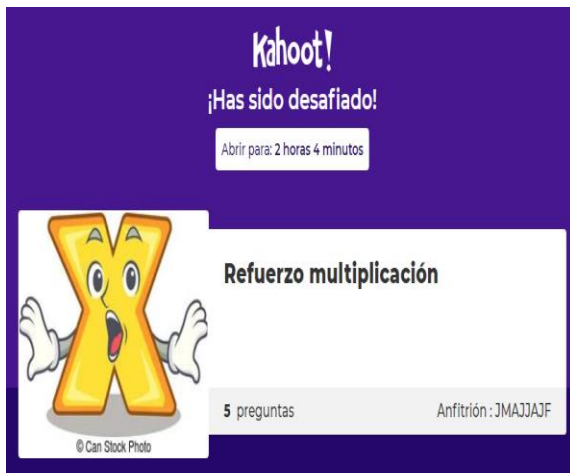 Kahoot!
¡Has sido desafiado!
Abrir para: 2 horas 4 minutos
Refuerzo multiplicación
5 preguntas
Anfitrión : JMAJJAJF
© Can Stock Photo